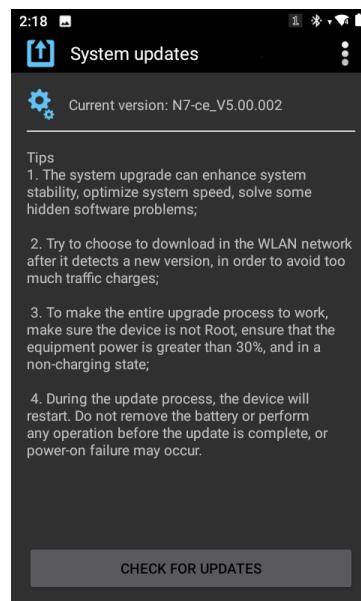 2:18
System updates
Current version: N7-ce_V5.00.002
Tips
1. The system upgrade can enhance system
stability, optimize system speed, solve some
hidden software problems;
2. Try to choose to download in the WLAN network
after it detects a new version, in order to avoid too
much traffic charges;
3. To make the entire upgrade process to work,
make sure the device is not Root, ensure that the
equipment power is greater than 30%, and in a
non-charging state;
4. During the update process, the device will
restart. Do not remove the battery or perform
any operation before the update is complete, or
power-on failure may occur.
CHECK FOR UPDATES